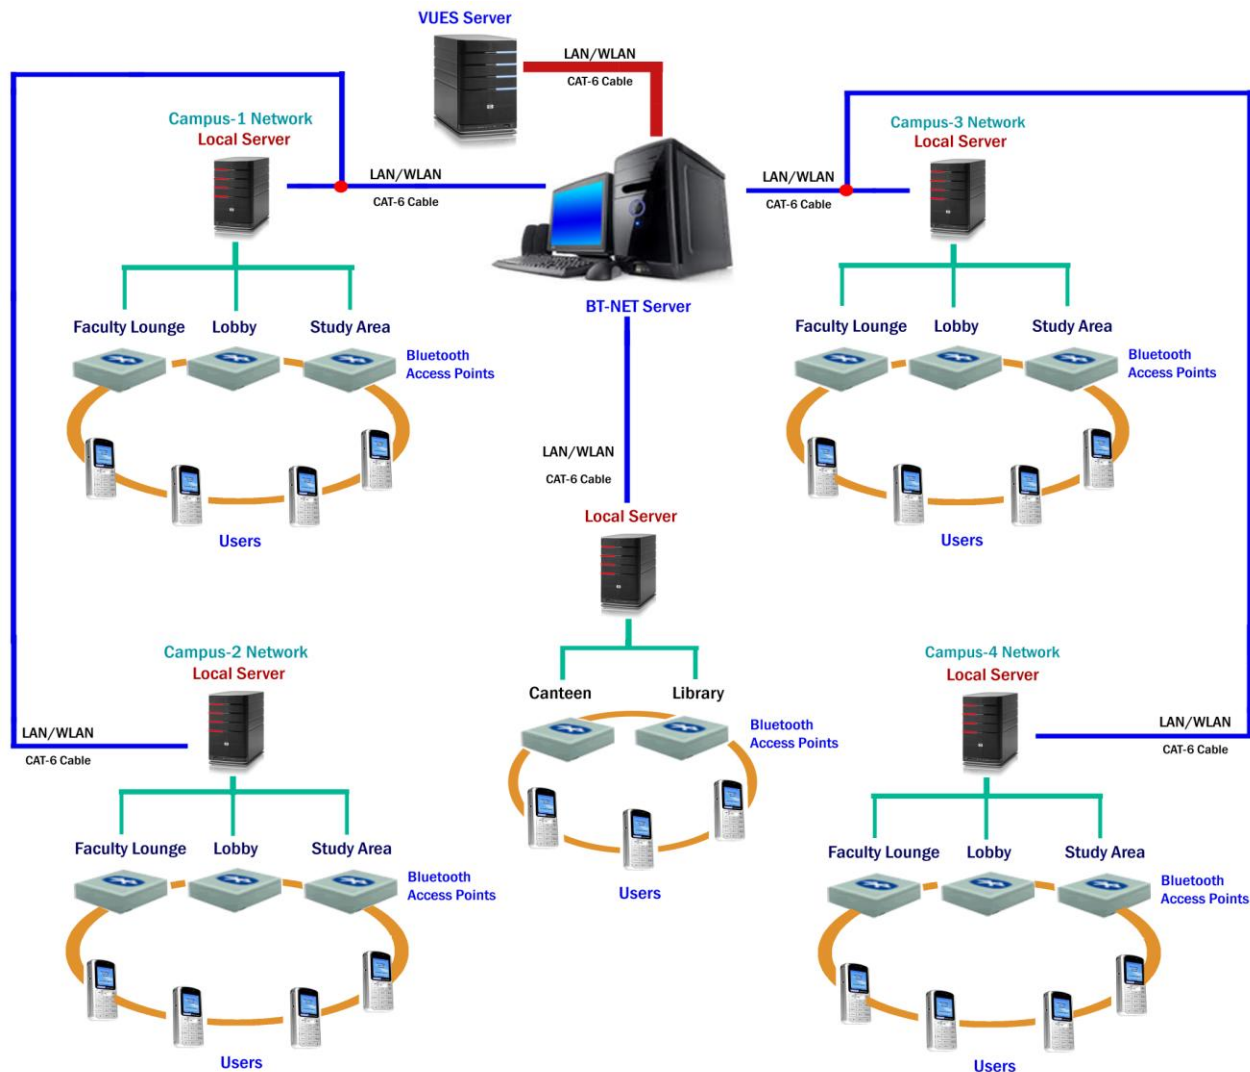 VUES Server
LAN/WLAN
CAT-6 Cable
Campus-1 Network
Local Server
LAN/WLAN
CAT-6 Cable
Campus-3 Network
Local Server
LAN/WLAN
CAT-6 Cable
BT-NET Server
Faculty Lounge
Lobby
Study Area
Bluetooth
Access Points
Users
Faculty Lounge
Lobby
Study Area
Bluetooth
Access Points
Users
LAN/WLAN
CAT-6 Cable
Local Server
Canteen
Library
Bluetooth
Access Points
Users
Campus-2 Network
Local Server
LAN/WLAN
CAT-6 Cable
Faculty Lounge
Lobby
Study Area
Bluetooth
Access Points
Users
Campus-4 Network
Local Server
LAN/WLAN
CAT-6 Cable
Faculty Lounge
Lobby
Study Area
Bluetooth
Access Points
Users